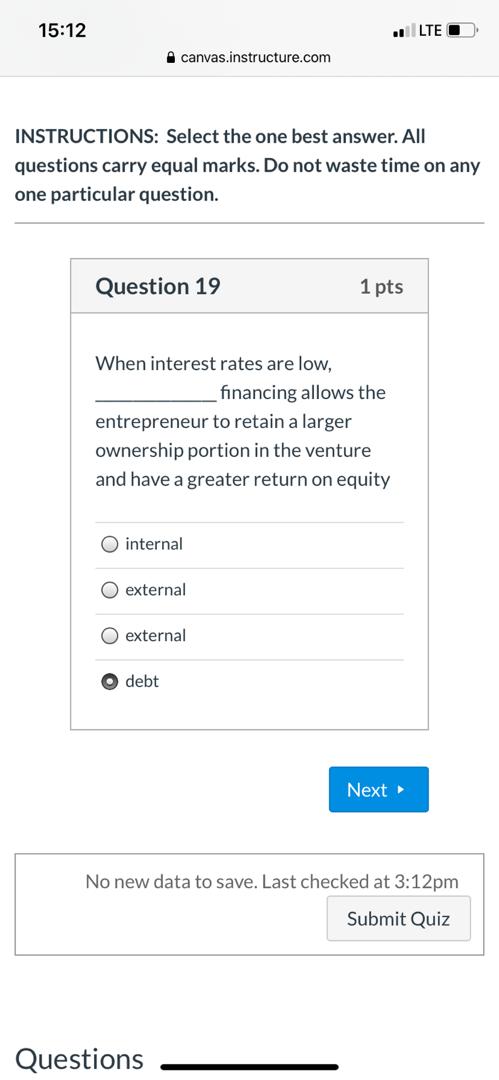 15:12
LTE
canvas.instructure.com
INSTRUCTIONS: Select the one best answer. All
questions carry equal marks. Do not waste time on any
one particular question.
Question 19
1 pts
When interest rates are low,
______________ financing allows the
entrepreneur to retain a larger
ownership portion in the venture
and have a greater return on equity
internal
external
external
debt
Next
No new data to save. Last checked at 3:12pm
Submit Quiz
Questions